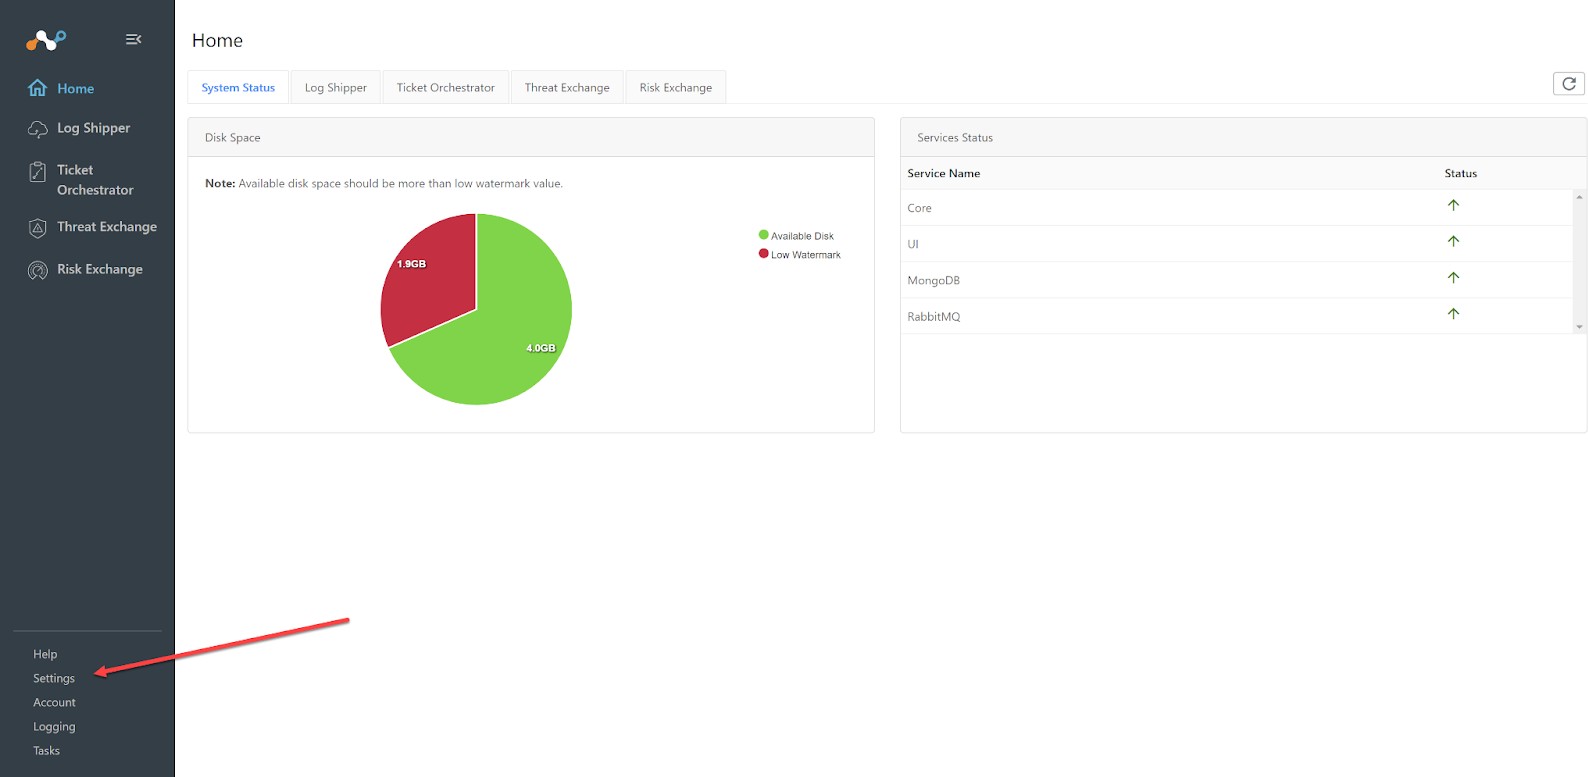 Home
Log Shipper
Ticket
Orchestrator
Threat Exchange
Risk Exchange
Help
Settings
Account
Logging
Tasks
Home
System Status
Log Shipper
Ticket Orchestrator
Threat Exchange
Risk Exchange
Disk Space
Note: Available disk space should be more than low watermark value.
1.9GB
4.0GB
Available Disk
Low Watermark
Services Status
Service Name Status
Core
UI
MongoDB
RabbitMQ